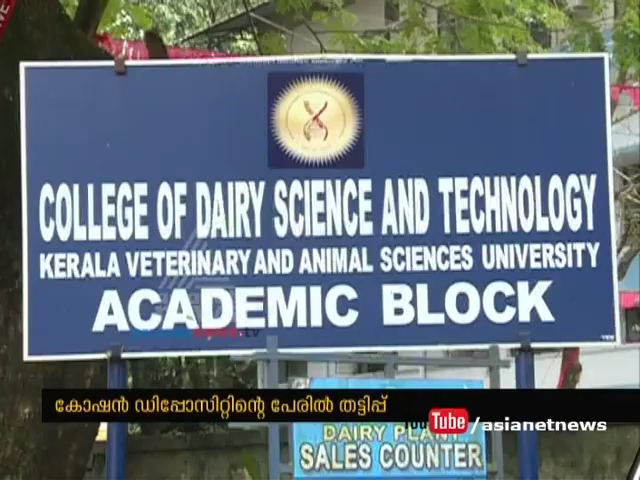 COLLEGE OF DAIRY SCIENCE AND TECHNOLOGY
KERALA VETERINARY AND ANIMAL SCIENCES UNIVERSITY
ACADEMIC BLOCK
കോഷൻ ഡിപ്പോസിറ്റിന്റെ പേരിൽ തട്ടിപ്പ്
YouTube /asianetnews
DAIRY PLANT
SALES COUNTER